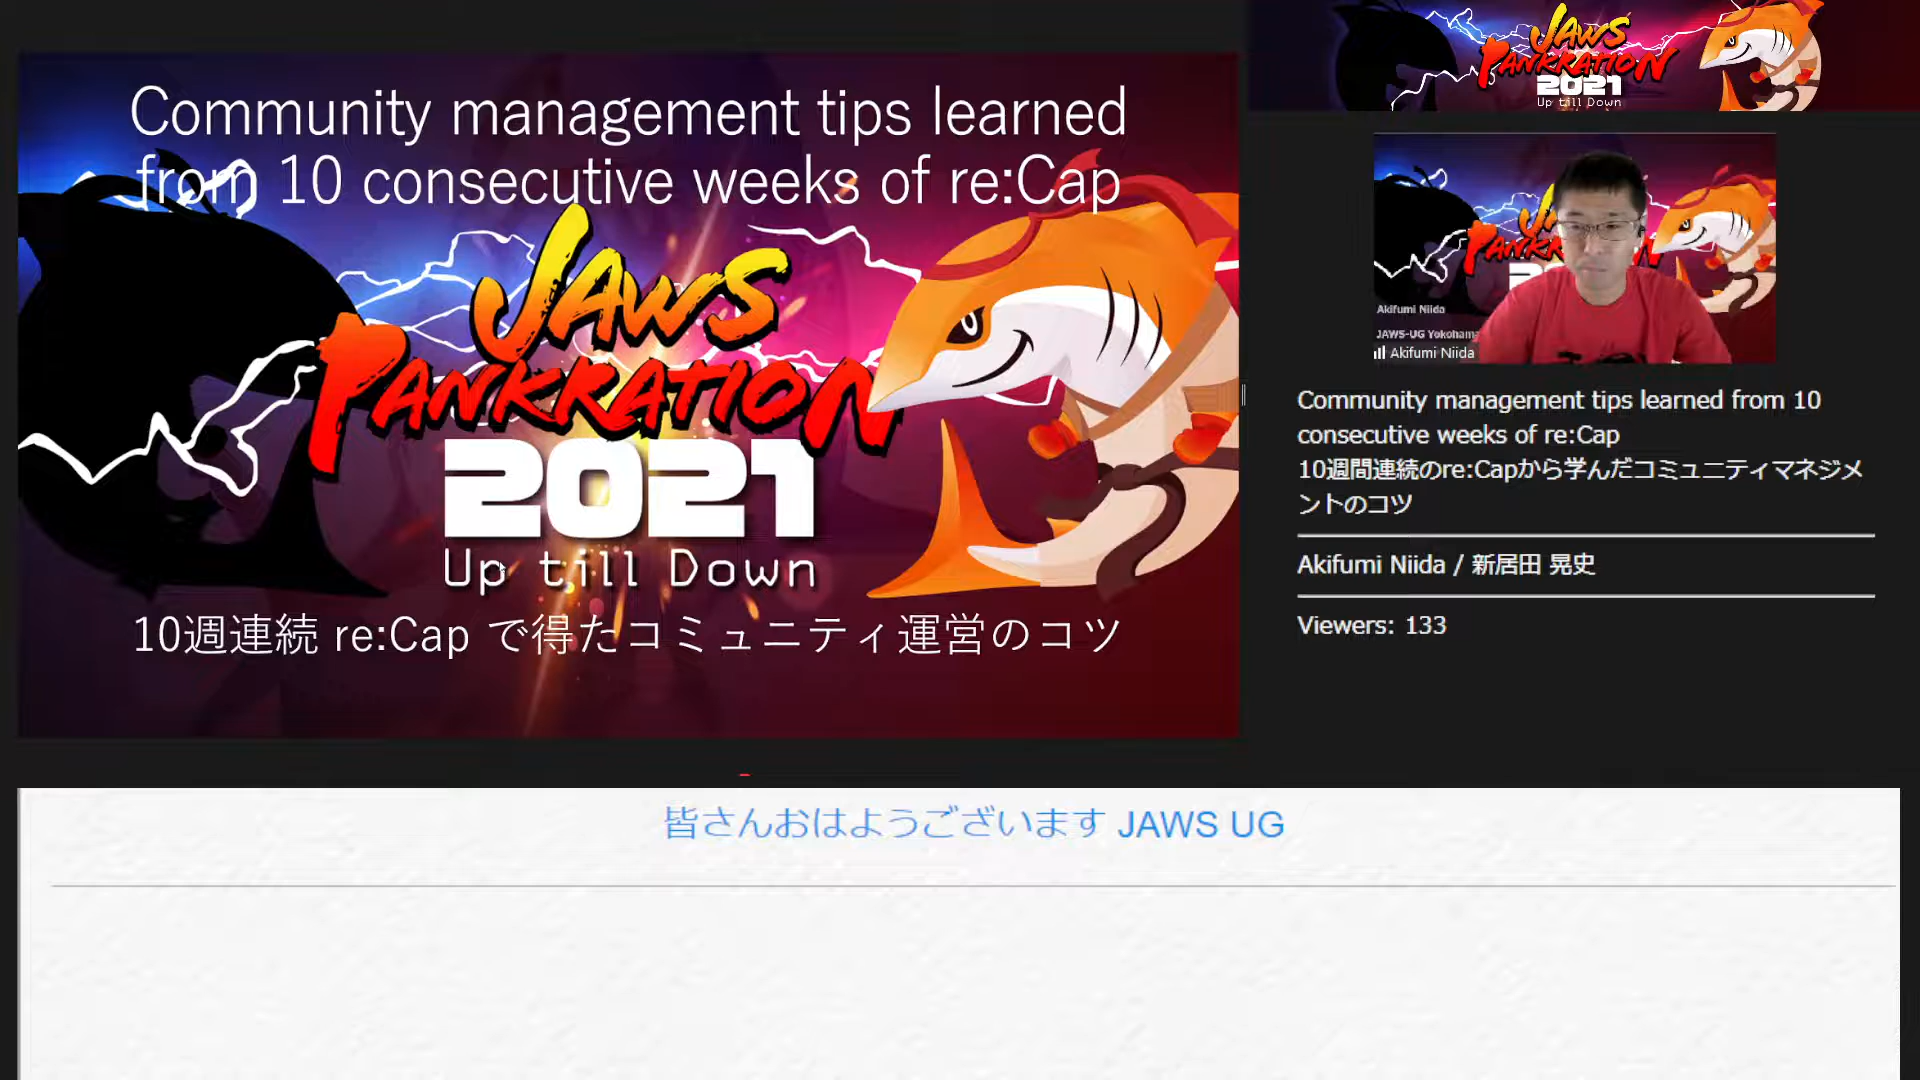 Community management tips learned
from 10 consecutive weeks of re:Cap
JAWS
PANKRATION
2021
Up till Down
10週連続 re:Cap で得たコミュニティ運営のコツ
JAWS
PANKRATION
2021
Up till Down
Akifumi Niida
JAWS-UG Yokohama
Akifumi Niida
Community management tips learned from 10
consecutive weeks of re:Cap
10週間連続のre:Capから学んだコミュニティマネジメ
ントのコツ
Akifumi Niida / 新居田 晃史
Viewers: 133
皆さんおはようございます JAWS UG